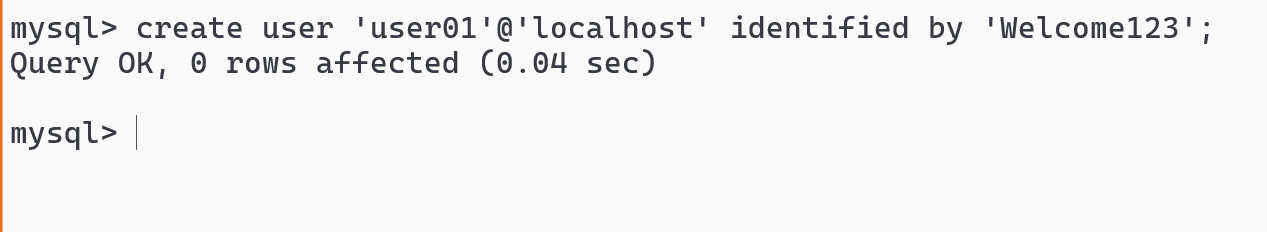 mysql> create user 'user01'@'localhost' identified by 'Welcome123';
Query OK, 0 rows affected (0.04 sec)
mysql>